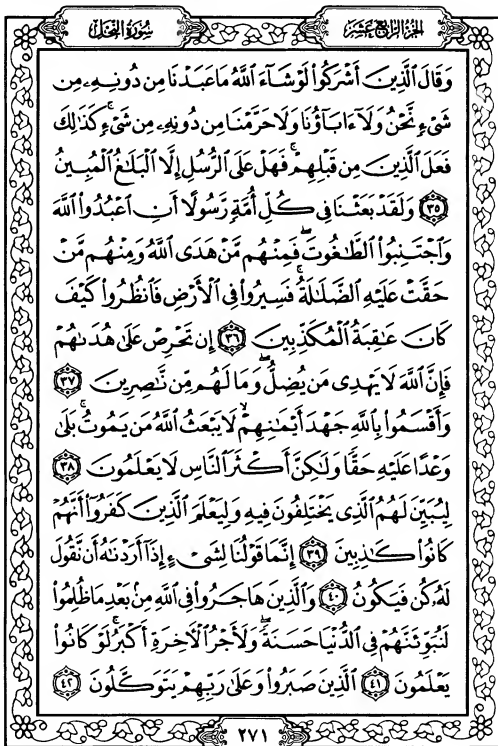 الجزء الرابع عشر
سورة النحل
وَقَالَ ٱلَّذِينَ أَشْرَكُوا۟ لَوْ شَآءَ ٱللَّهُ مَا عَبَدْنَا مِن دُونِهِۦ مِن
شَىْءٍ نَّحْنُ وَلَآ ءَابَآؤُنَا وَلَا حَرَّمْنَا مِن دُونِهِۦ مِن شَىْءٍ ۚ كَذَٰلِكَ
فَعَلَ ٱلَّذِينَ مِن قَبْلِهِمْ ۚ فَهَلْ عَلَى ٱلرُّسُلِ إِلَّا ٱلْبَلَٰغُ ٱلْمُبِينُ
٣٥ وَلَقَدْ بَعَثْنَا فِى كُلِّ أُمَّةٍ رَّسُولًا أَنِ ٱعْبُدُوا۟ ٱللَّهَ
وَٱجْتَنِبُوا۟ ٱلطَّٰغُوتَ ۖ فَمِنْهُم مَّنْ هَدَى ٱللَّهُ وَمِنْهُم مَّنْ
حَقَّتْ عَلَيْهِ ٱلضَّلَٰلَةُ ۚ فَسِيرُوا۟ فِى ٱلْأَرْضِ فَٱنظُرُوا۟ كَيْفَ
كَانَ عَٰقِبَةُ ٱلْمُكَذِّبِينَ ٣٦ إِن تَحْرِصْ عَلَىٰ هُدَىٰهُمْ
فَإِنَّ ٱللَّهَ لَا يَهْدِى مَن يُضِلُّ ۖ وَمَا لَهُم مِّن نَّٰصِرِينَ ٣٧
وَأَقْسَمُوا۟ بِٱللَّهِ جَهْدَ أَيْمَٰنِهِمْ ۙ لَا يَبْعَثُ ٱللَّهُ مَن يَمُوتُ ۚ بَلَىٰ
وَعْدًا عَلَيْهِ حَقًّا وَلَٰكِنَّ أَكْثَرَ ٱلنَّاسِ لَا يَعْلَمُونَ ٣٨
لِيُبَيِّنَ لَهُمُ ٱلَّذِى يَخْتَلِفُونَ فِيهِ وَلِيَعْلَمَ ٱلَّذِينَ كَفَرُوٓا۟ أَنَّهُمْ
كَانُوا۟ كَٰذِبِينَ ٣٩ إِنَّمَا قَوْلُنَا لِشَىْءٍ إِذَآ أَرَدْنَٰهُ أَن نَّقُولَ
لَهُۥ كُن فَيَكُونُ ٤٠ وَٱلَّذِينَ هَاجَرُوا۟ فِى ٱللَّهِ مِنۢ بَعْدِ مَا ظُلِمُوا۟
لَنُبَوِّئَنَّهُمْ فِى ٱلدُّنْيَا حَسَنَةً ۖ وَلَأَجْرُ ٱلْءَاخِرَةِ أَكْبَرُ ۚ لَوْ كَانُوا۟
يَعْلَمُونَ ٤١ ٱلَّذِينَ صَبَرُوا۟ وَعَلَىٰ رَبِّهِمْ يَتَوَكَّلُونَ ٤٢
٢٧١